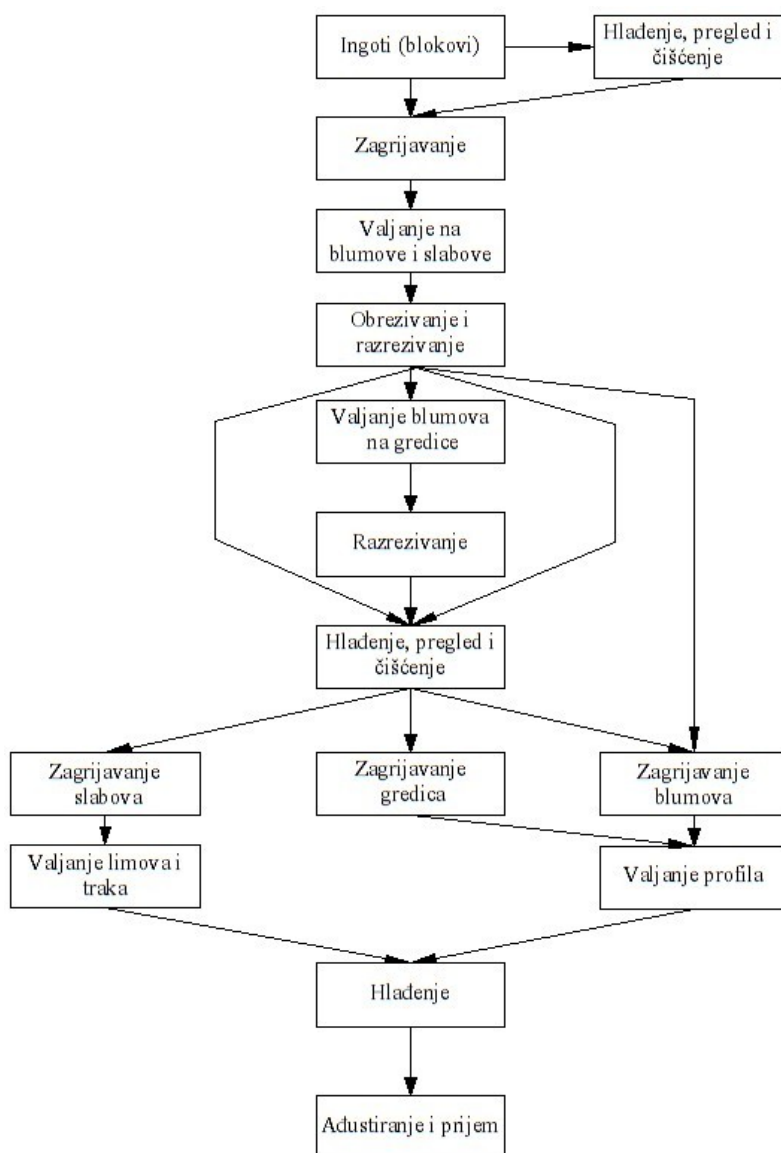 Ingoti (blokovi)
Hlađenje, pregled i
čišćenje
Zagrijavanje
Valjanje na
blumove i slabove
Obrezivanje i
razrezivanje
Valjanje blumova
na gredice
Razrezivanje
Hlađenje, pregled i
čišćenje
Zagrijavanje
slabova
Zagrijavanje
gredica
Zagrijavanje
blumova
Valjanje limova i
traka
Valjanje profila
Hlađenje
Ađustiranje i prijem